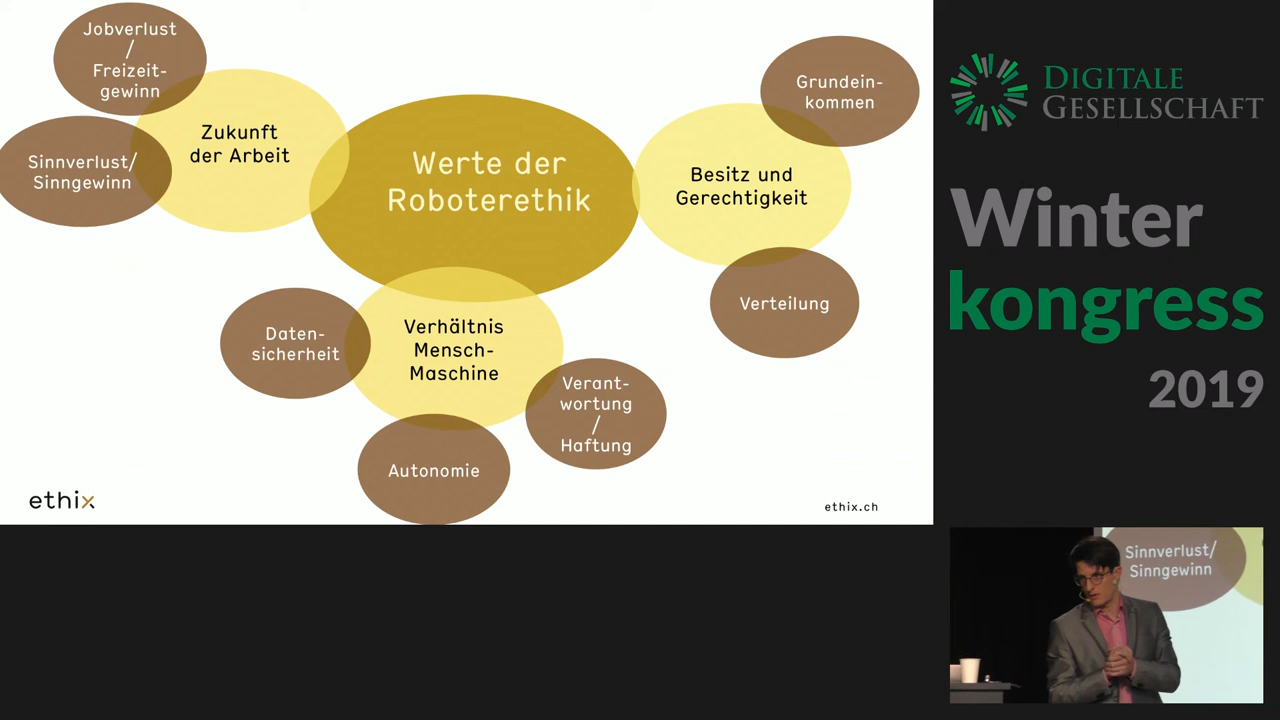 Jobverlust
/
Freizeit-
gewinn
Sinnverlust/
Sinngewinn
Zukunft
der Arbeit
Werte der
Roboterethik
Besitz und
Gerechtigkeit
Grundein-
kommen
Verteilung
Daten-
sicherheit
Verhältnis
Mensch-
Maschine
Verant-
wortung
/
Haftung
Autonomie
ethix
ethix.ch
DIGITALE
GESELLSCHAFT
Winter
kongress
2019
Sinnverlust/
Sinngewinn